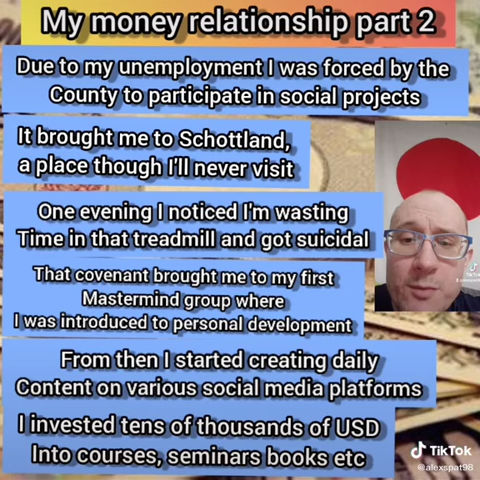 My money relationship part 2
Due to my unemployment I was forced by the
County to participate in social projects
It brought me to Schottland,
a place though I'll never visit
One evening I noticed I'm wasting
Time in that treadmill and got suicidal
That covenant brought me to my first
Mastermind group where
I was introduced to personal development
From then I started creating daily
Content on various social media platforms
I invested tens of thousands of USD
Into courses, seminars books etc
TikTok
@alexspat98